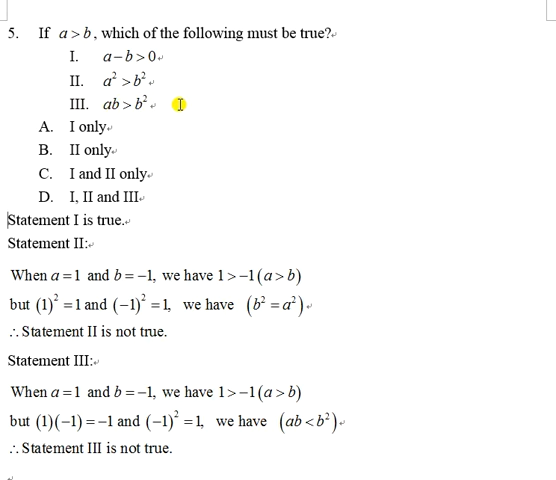 5. If a > b, which of the following must be true?
I. a − b > 0
II. a² > b²
III. ab > b²
A. I only
B. II only
C. I and II only
D. I, II and III
Statement I is true.
Statement II:
When a = 1 and b = −1, we have 1 > −1 (a > b)
but (1)² = 1 and (−1)² = 1, we have (b² = a²)
∴ Statement II is not true.
Statement III:
When a = 1 and b = −1, we have 1 > −1 (a > b)
but (1)(−1) = −1 and (−1)² = 1, we have (ab < b²)
∴ Statement III is not true.